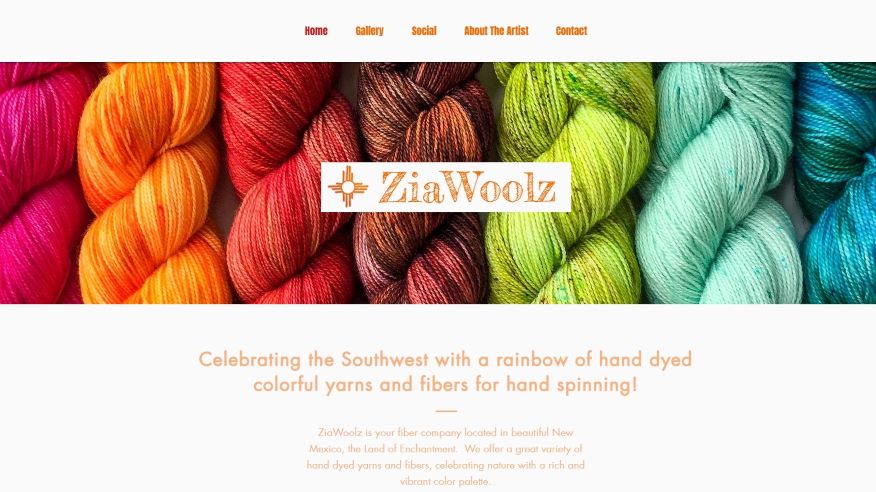 Home Gallery Social About The Artist Contact
ZiaWoolz
Celebrating the Southwest with a rainbow of hand dyed
colorful yarns and fibers for hand spinning!
ZiaWoolz is your fiber company located in beautiful New
Mexico, the Land of Enchantment. We offer a great variety of
hand dyed yarns and fibers, celebrating nature with a rich and
vibrant color palette.